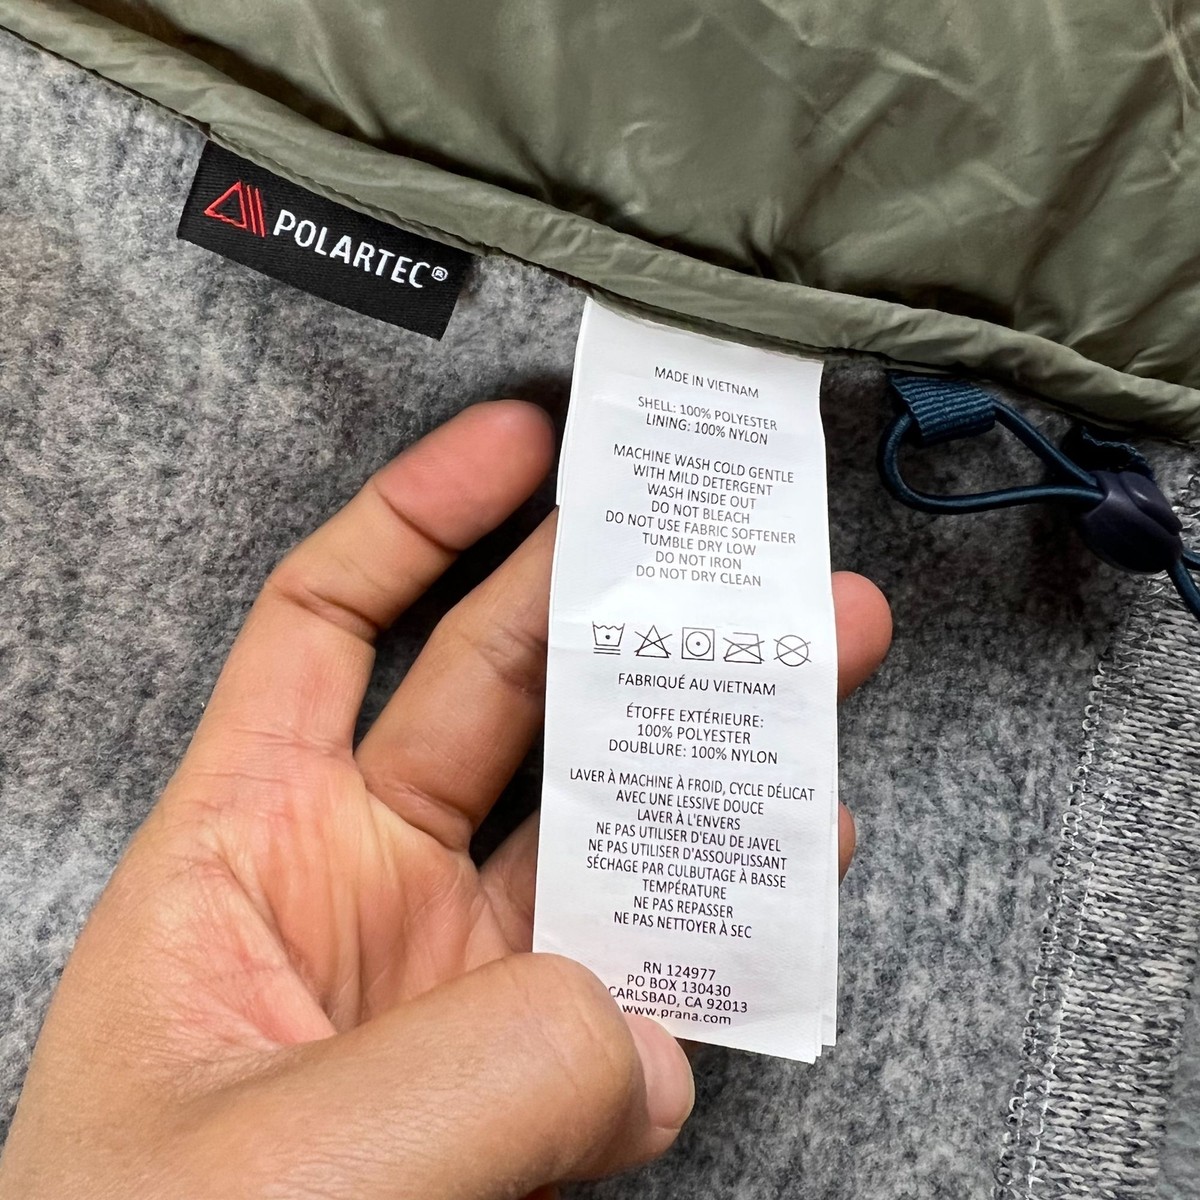 POLARTEC®
MADE IN VIETNAM
SHELL: 100% POLYESTER
LINING: 100% NYLON
MACHINE WASH COLD GENTLE
WITH MILD DETERGENT
WASH INSIDE OUT
DO NOT BLEACH
DO NOT USE FABRIC SOFTENER
TUMBLE DRY LOW
DO NOT IRON
DO NOT DRY CLEAN
FABRIQUÉ AU VIETNAM
ÉTOFFE EXTÉRIEURE:
100% POLYESTER
DOUBLURE: 100% NYLON
LAVER À MACHINE À FROID, CYCLE DÉLICAT
AVEC UNE LESSIVE DOUCE
LAVER À L'ENVERS
NE PAS UTILISER D'EAU DE JAVEL
NE PAS UTILISER D'ASSOUPLISSANT
SÉCHAGE PAR CULBUTAGE À BASSE
TEMPÉRATURE
NE PAS REPASSER
NE PAS NETTOYER À SEC
RN 124977
PO BOX 130430
CARLSBAD, CA 92013
www.prana.com